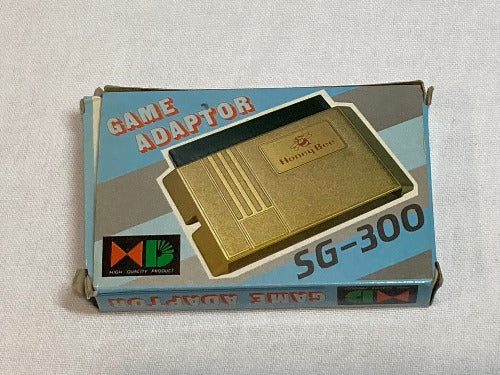 GAME
ADAPTOR
HoneyBee
SG-300
HIGH QUALITY PRODUCT
GAME ADAPTOR